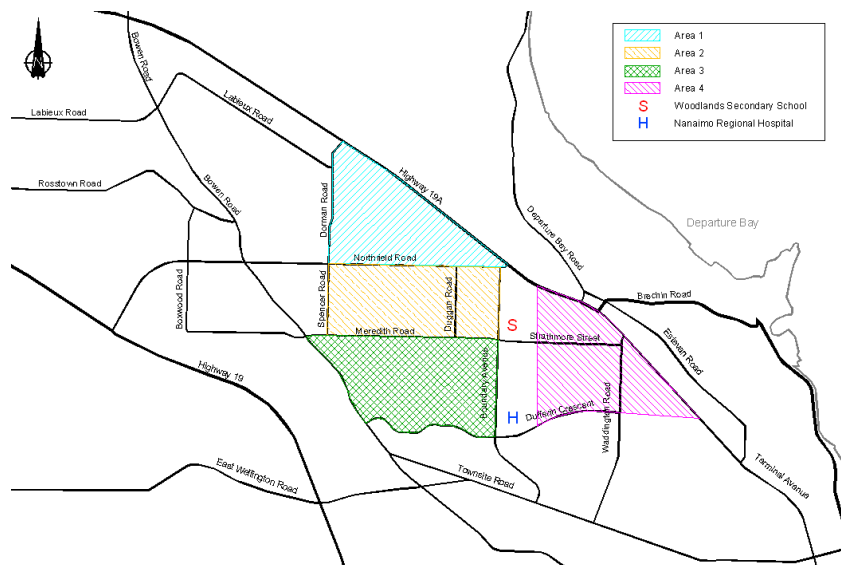 Area 1
Area 2
Area 3
Area 4
S Woodlands Secondary School
H Nanaimo Regional Hospital
Bowen Road
Labieux Road
Labieux Road
Highway 19A
Rosstown Road
Bowen Road
Dorman Road
Departure Bay Road
Departure Bay
Northfield Road
Boxwood Road
Spencer Road
Duggan Road
Brechin Road
S
Meredith Road
Strathmore Street
Estevan Road
Highway 19
Boundary Avenue
H
Dufferin Crescent
Waddington Road
East Wellington Road
Townsite Road
Terminal Avenue